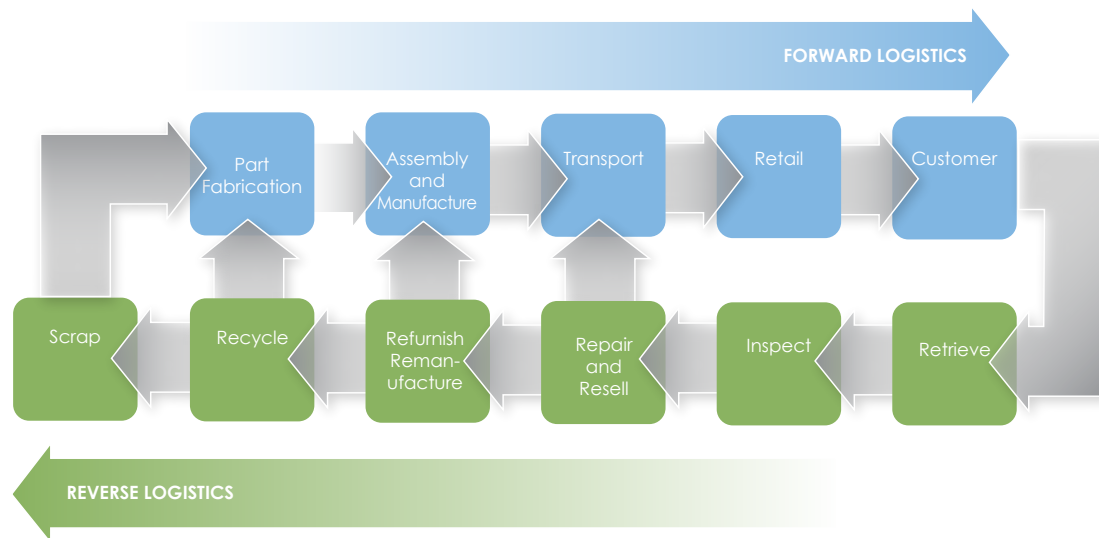 FORWARD LOGISTICS
Part
Fabrication
Assembly
and
Manufacture
Transport
Retail
Customer
Scrap
Recycle
Refurnish
Reman-
ufacture
Repair
and
Resell
Inspect
Retrieve
REVERSE LOGISTICS